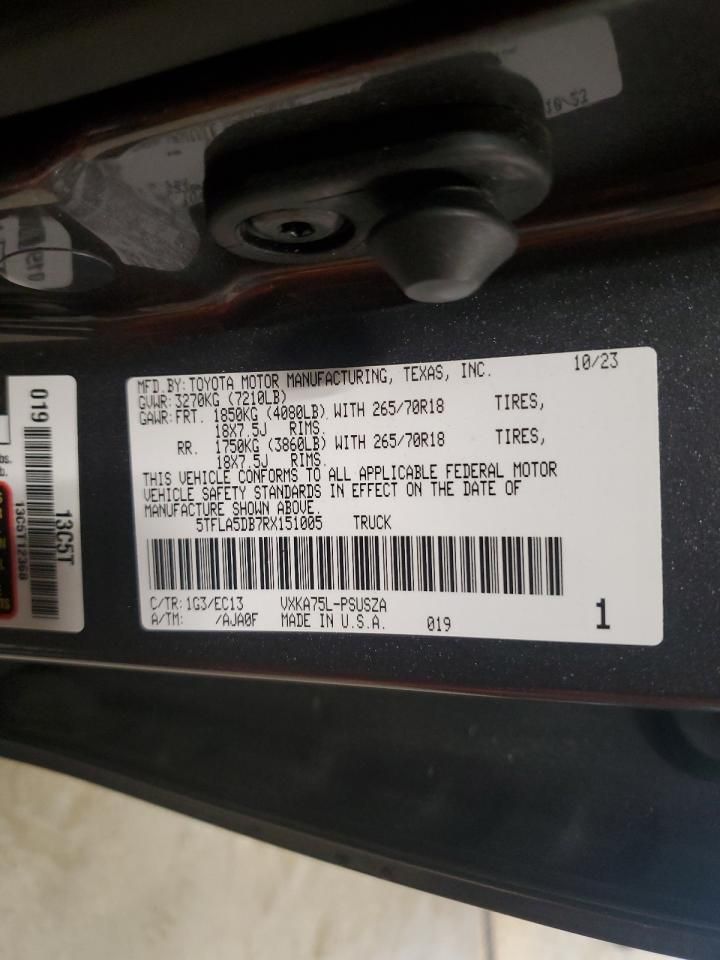 10/23
MFD.BY: TOYOTA MOTOR MANUFACTURING, TEXAS, INC.
GVWR: 3270KG (7210LB)
GAWR: FRT. 1850KG (4080LB) WITH 265/70R18 TIRES,
18X7.5J RIMS.
RR. 1750KG (3860LB) WITH 265/70R18 TIRES,
18X7.5J RIMS.
THIS VEHICLE CONFORMS TO ALL APPLICABLE FEDERAL MOTOR
VEHICLE SAFETY STANDARDS IN EFFECT ON THE DATE OF
MANUFACTURE SHOWN ABOVE.
5TFLA5DB7RX151005 TRUCK
C/TR: 1G3/EC13 VXKA75L-PSUSZA
A/TM: /AJA0F MADE IN U.S.A. 019
1
019
13C5T
13C5T12368